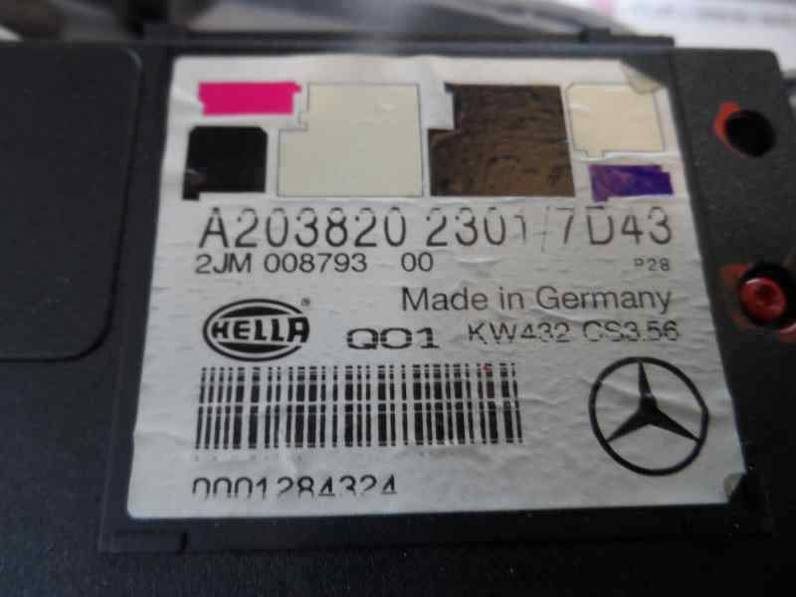 A203820 2301/7D43
2JM 008793 00 P28
Made in Germany
HELLA® Q01 KW432 CS3.56
0001284324